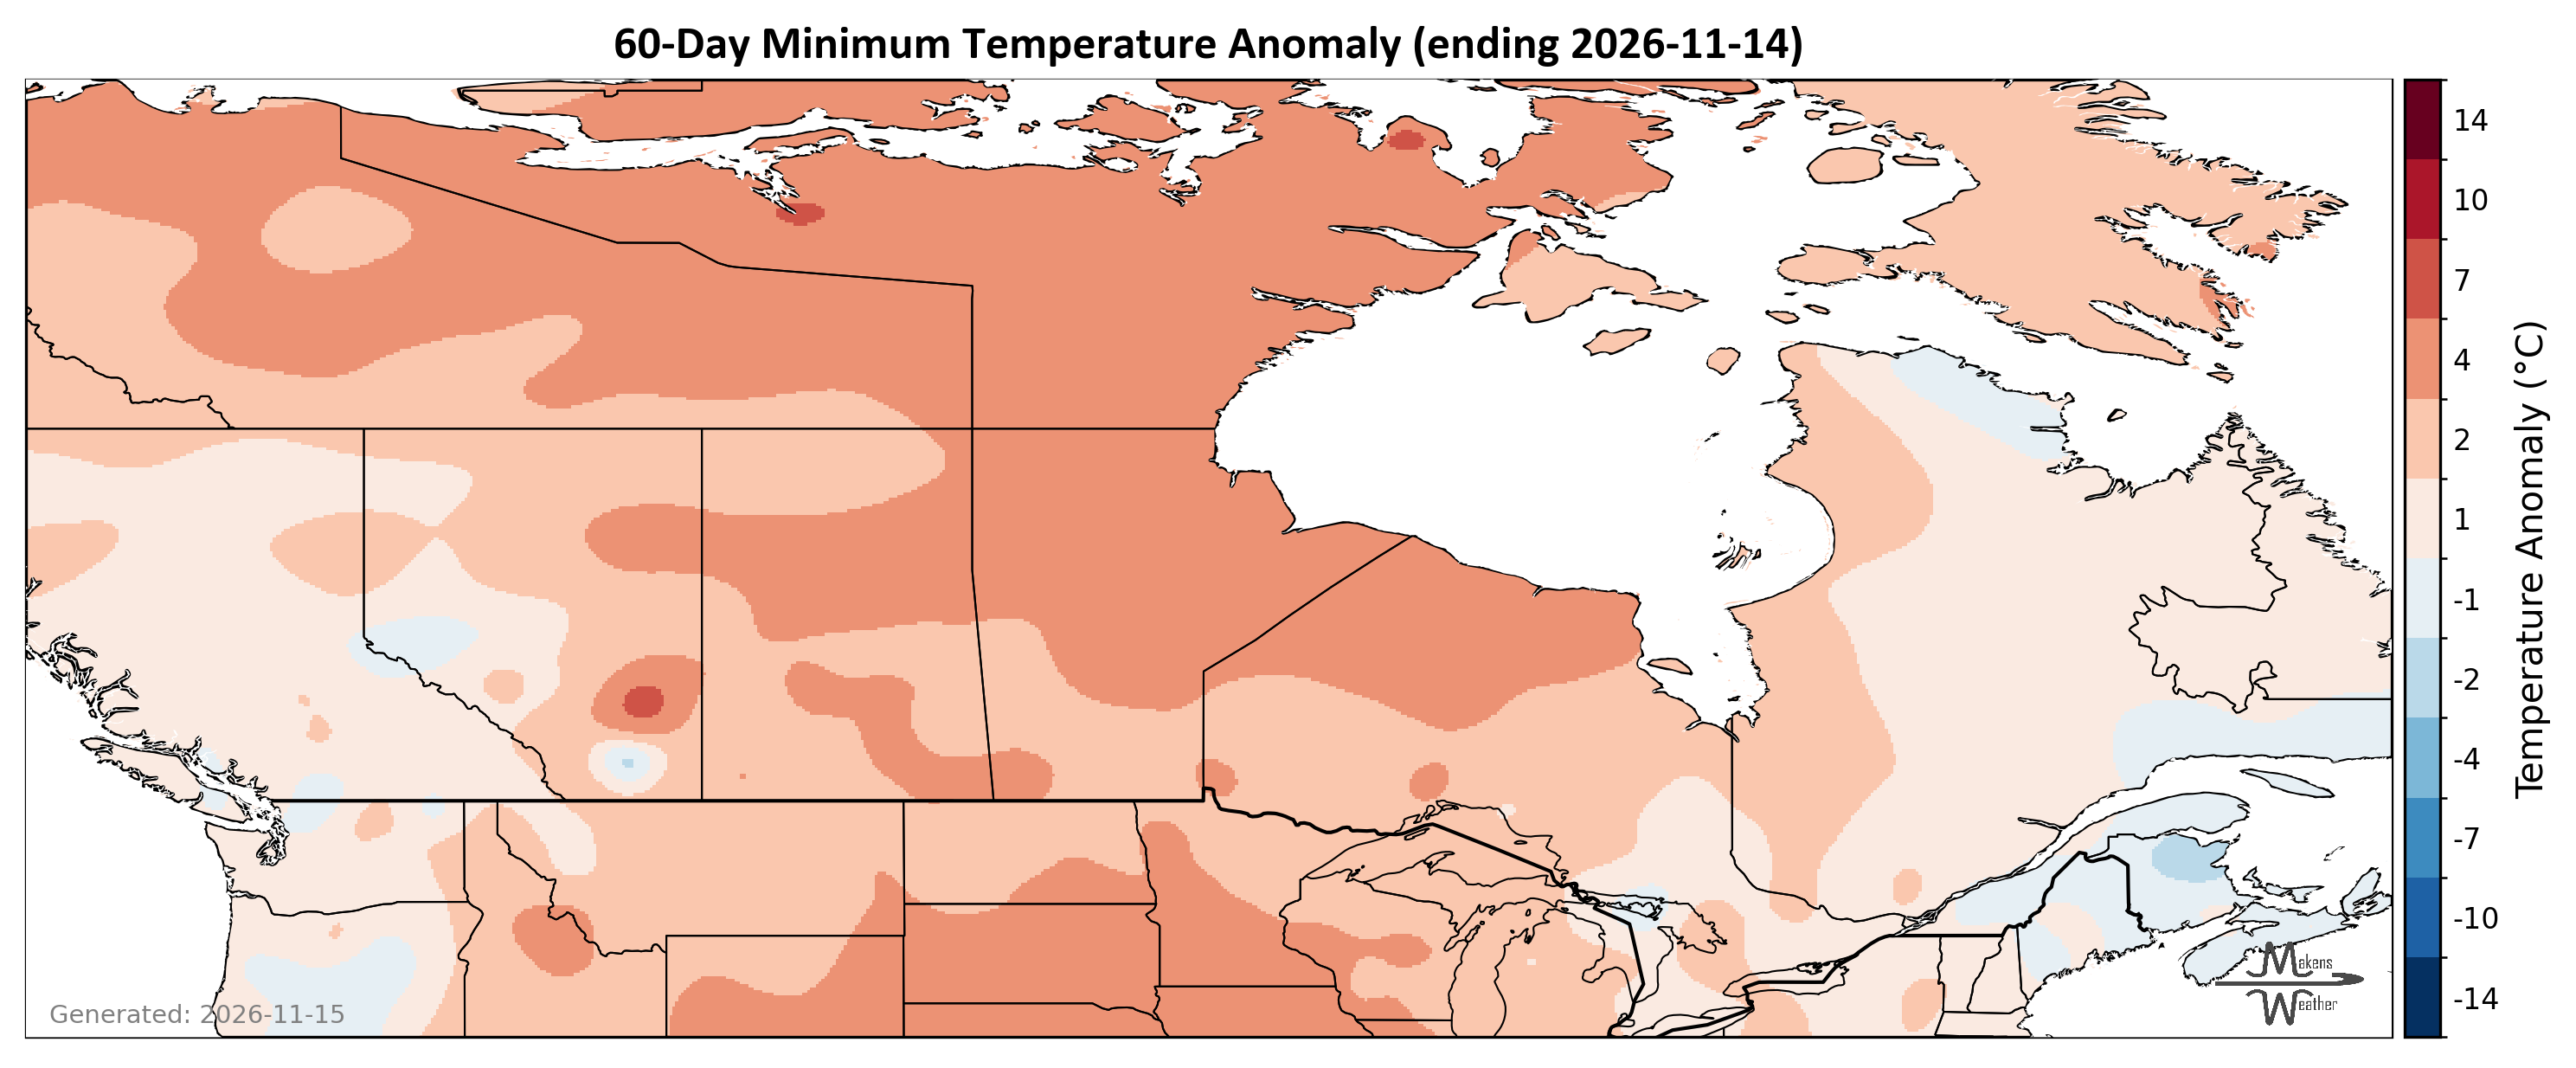 60-Day Minimum Temperature Anomaly (ending 2026-11-14)
14
10
7
4
2
1
-1
-2
-4
-7
-10
-14
Temperature Anomaly (°C)
Generated: 2026-11-15
Makens
Weather